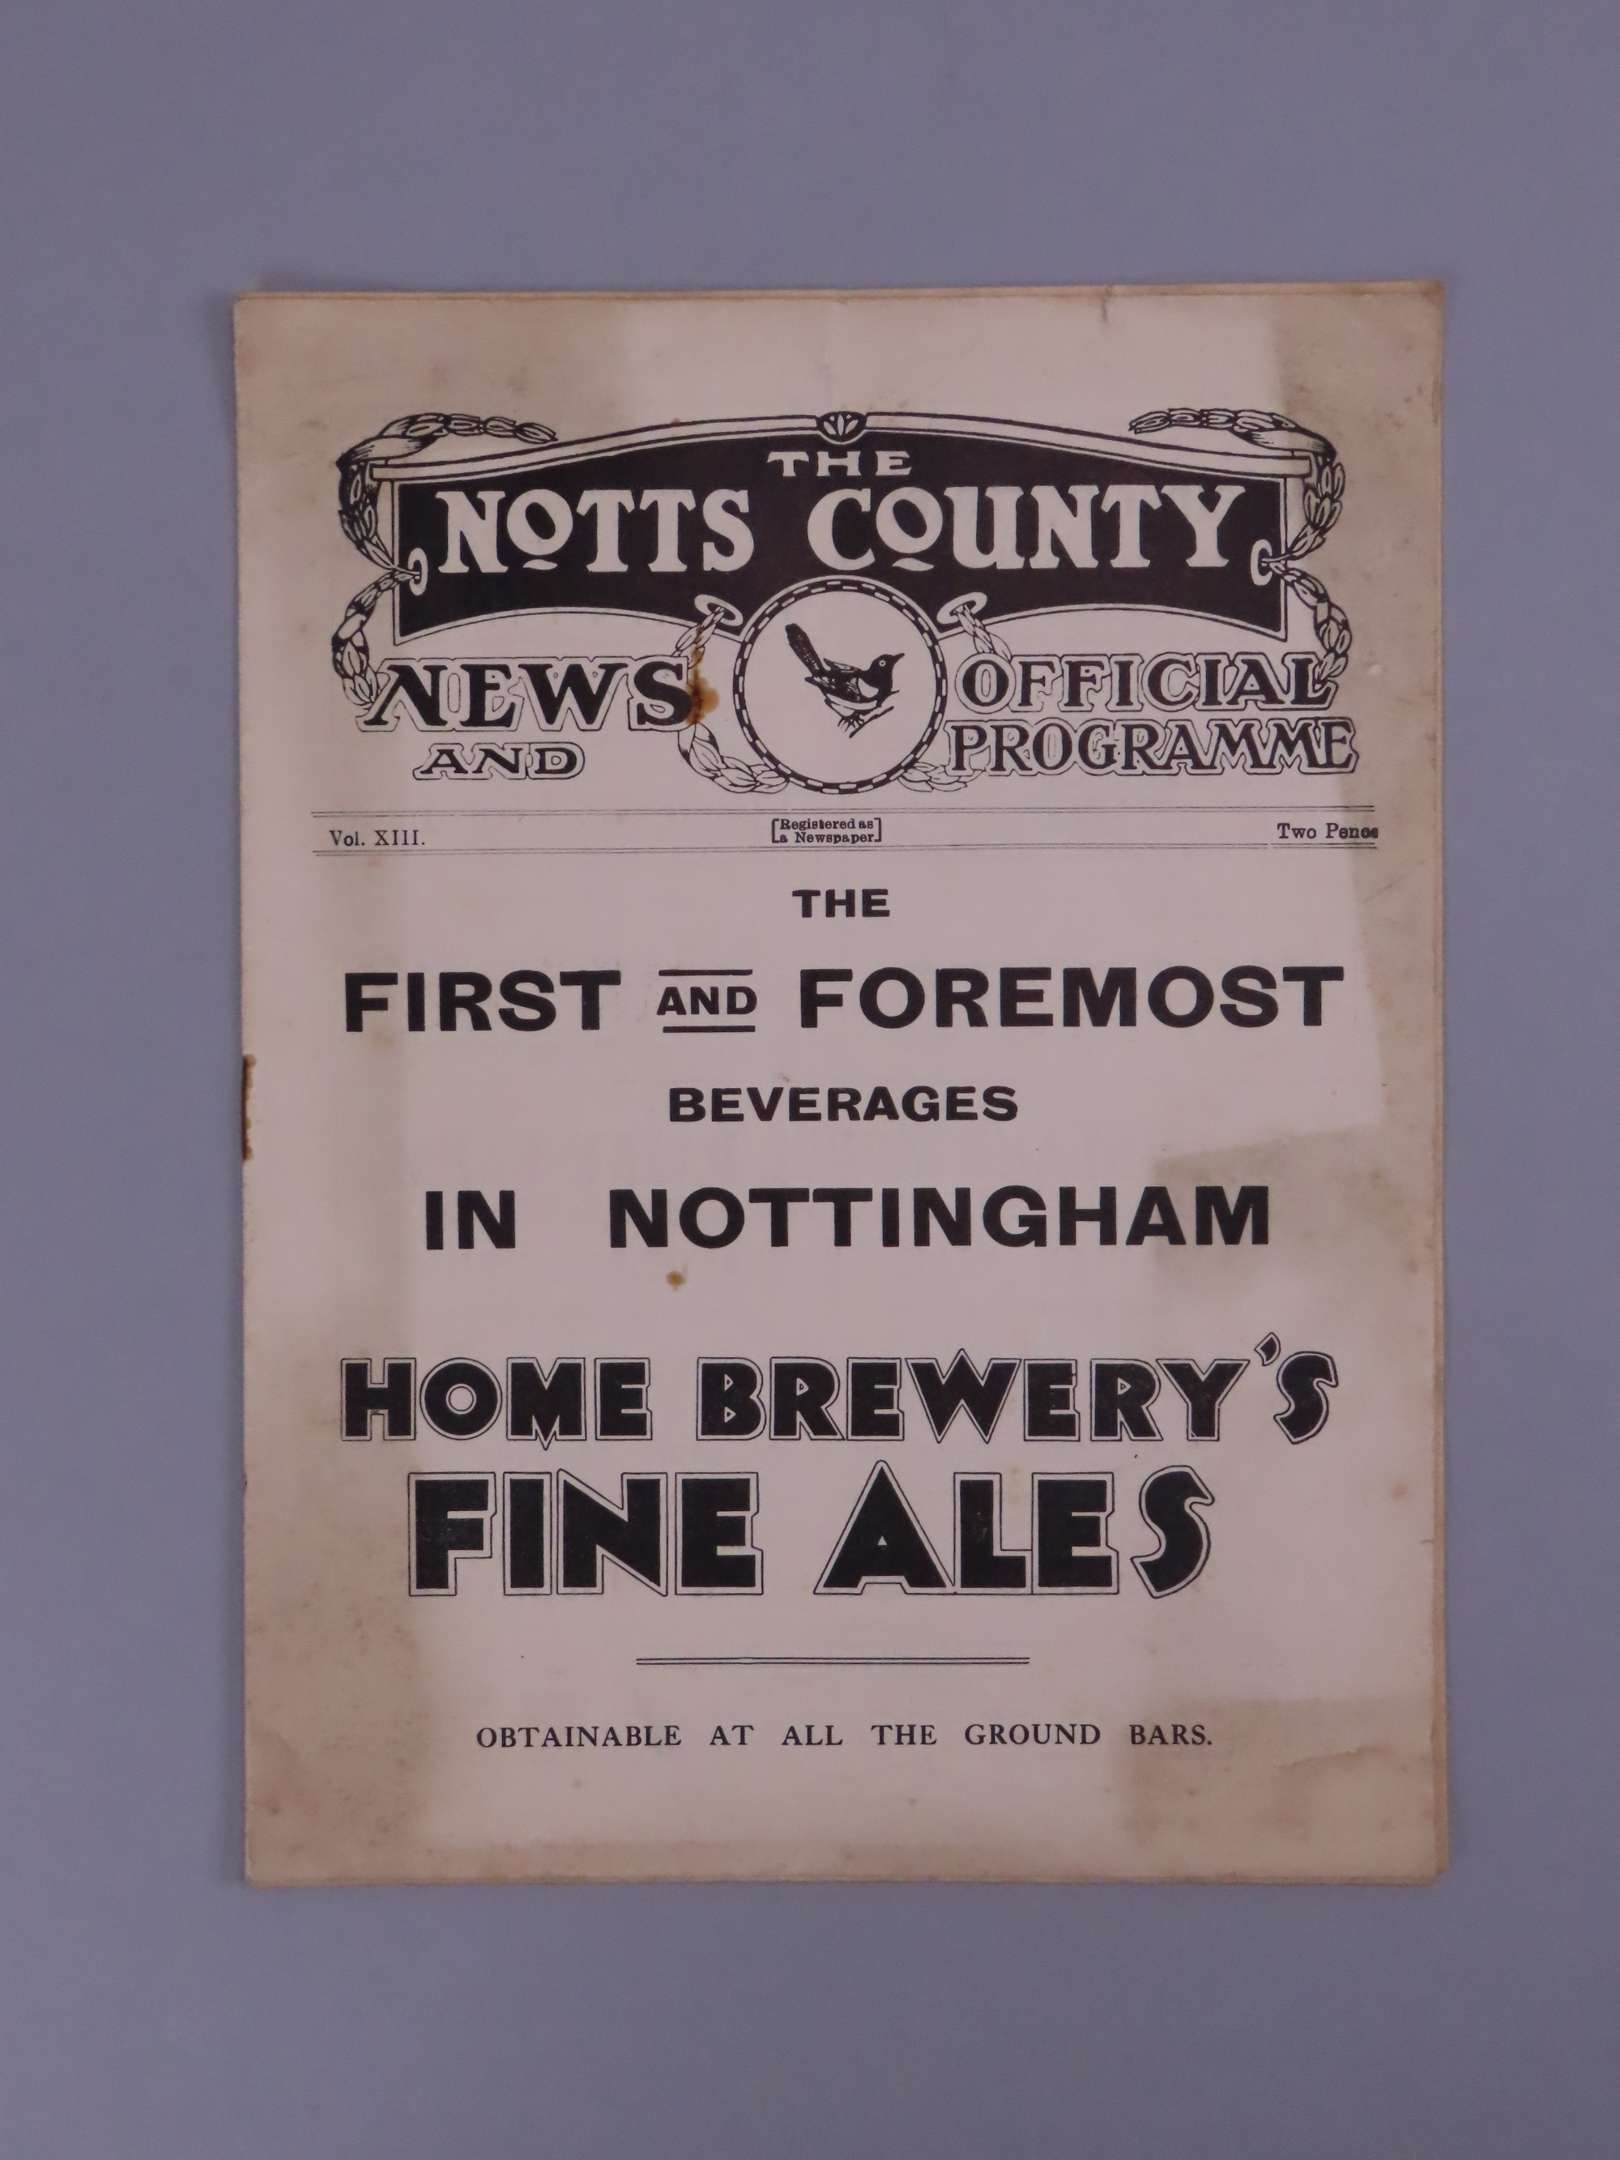 THE
NOTTS COUNTY
NEWS
AND
OFFICIAL
PROGRAMME
Vol. XIII.
[Registered as
a Newspaper]
Two Pence
THE
FIRST AND FOREMOST
BEVERAGES
IN NOTTINGHAM
HOME BREWERY'S
FINE ALES
OBTAINABLE AT ALL THE GROUND BARS.